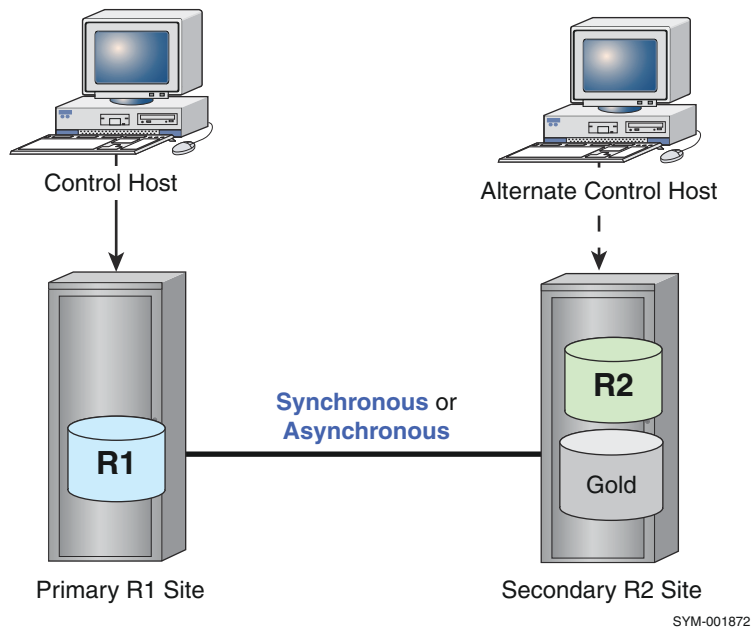 Control Host
Alternate Control Host
R1
Synchronous or
Asynchronous
R2
Gold
Primary R1 Site
Secondary R2 Site
SYM-001872